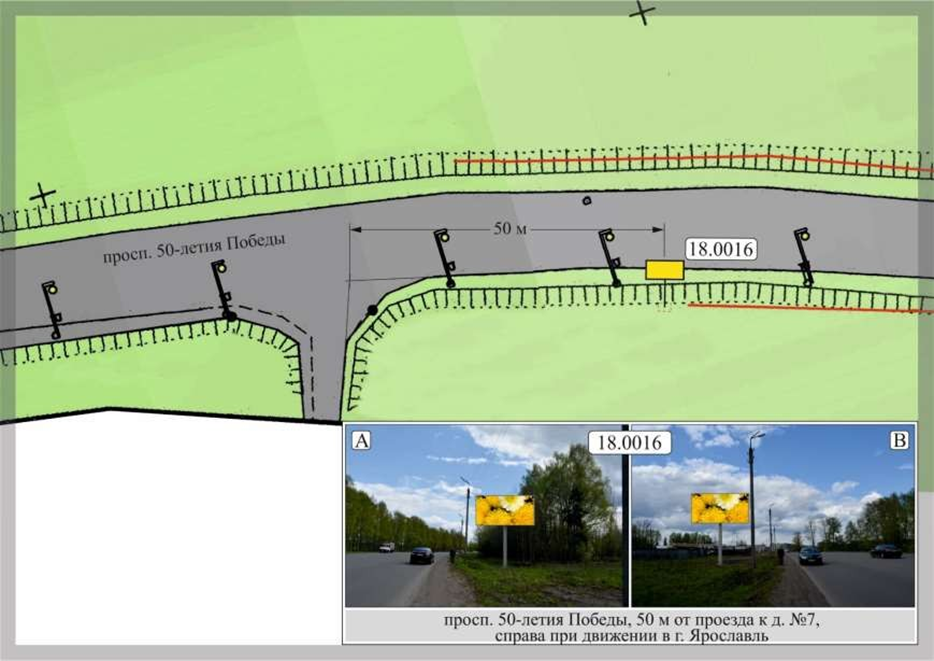 просп. 50-летия Победы
50 м
18.0016
А
18.0016
В
просп. 50-летия Победы, 50 м от проезда к д. №7,
справа при движении в г. Ярославль